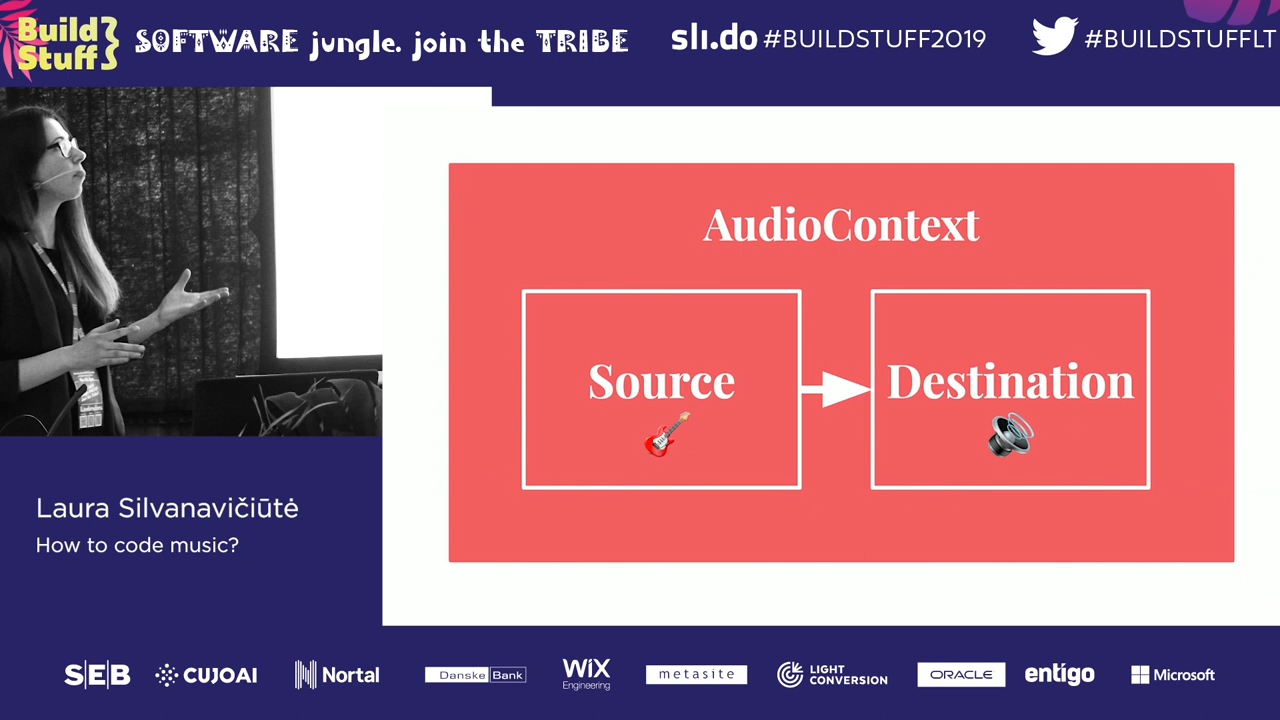 Build
Stuff
SOFTWARE jungle. join the TRIBE
sli.do #BUILDSTUFF2019
#BUILDSTUFFLT
AudioContext
Source
Destination
Laura Silvanavičiūtė
How to code music?
SEB
CUJOAI
Nortal
Danske Bank
WiX
Engineering
metasite
LIGHT
CONVERSION
ORACLE
entigo
Microsoft